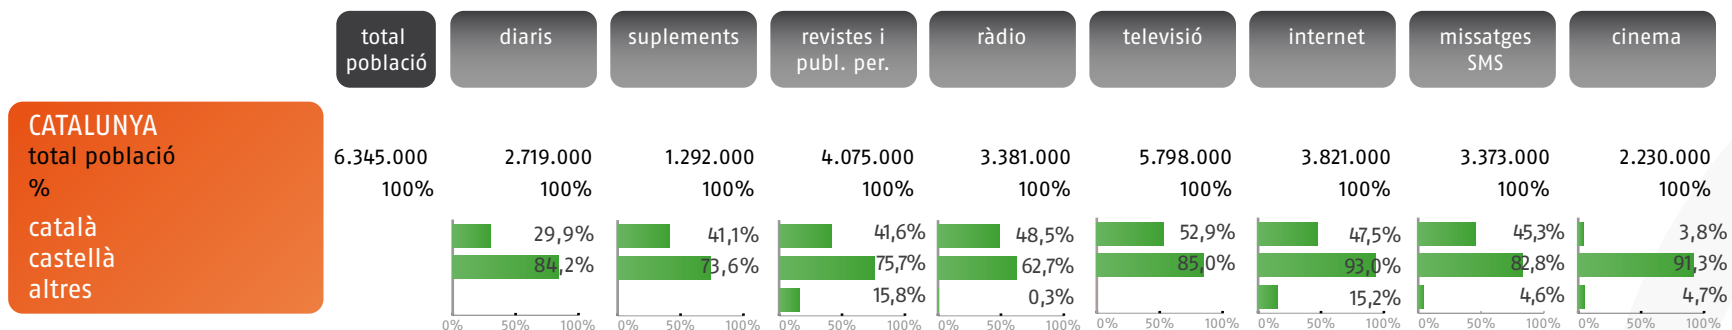 total població
diaris
suplements
revistes i publ. per.
ràdio
televisió
internet
missatges SMS
cinema
CATALUNYA
total població 6.345.000 2.719.000 1.292.000 4.075.000 3.381.000 5.798.000 3.821.000 3.373.000 2.230.000
% 100% 100% 100% 100% 100% 100% 100% 100% 100%
català 29,9% 41,1% 41,6% 48,5% 52,9% 47,5% 45,3% 3,8%
castellà 84,2% 73,6% 75,7% 62,7% 85,0% 93,0% 82,8% 91,3%
altres 15,8% 0,3% 15,2% 4,6% 4,7%
0% 50% 100% 0% 50% 100% 0% 50% 100% 0% 50% 100% 0% 50% 100% 0% 50% 100% 0% 50% 100% 0% 50% 100%